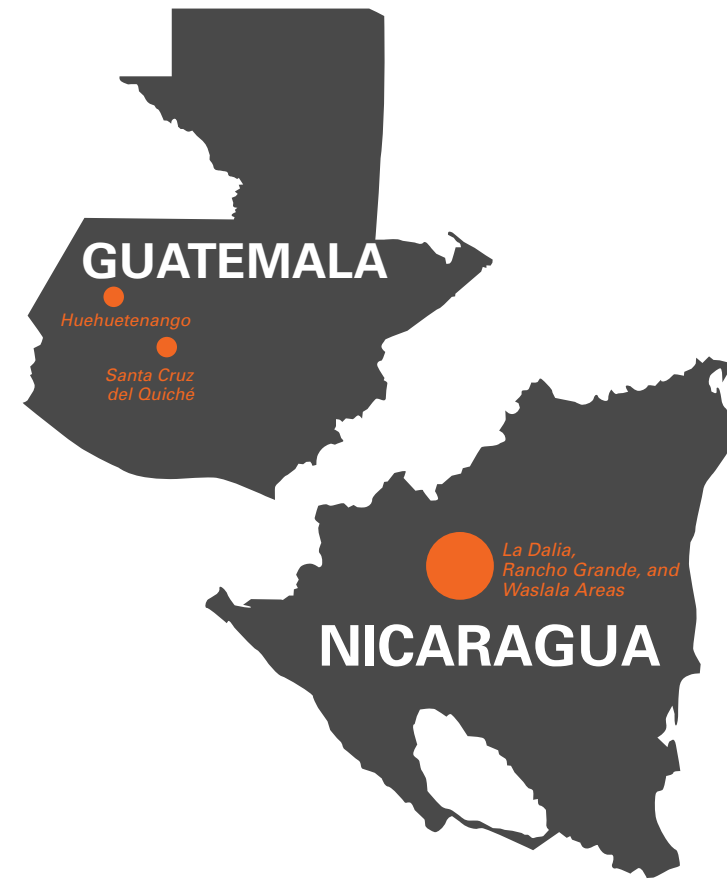 GUATEMALA
Huehuetenango
Santa Cruz
del Quiché
La Dalia,
Rancho Grande, and
Waslala Areas
NICARAGUA